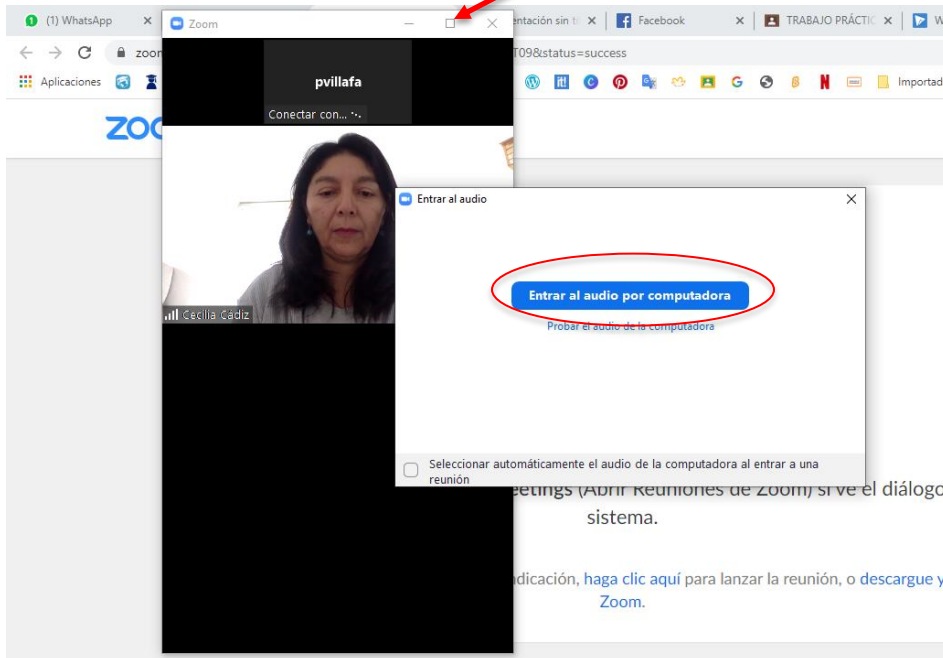 (1) WhatsApp
Zoom
entación sin t
Facebook
TRABAJO PRÁCTIC
zoon
T09&status=success
Aplicaciones
Importad
zoo
pvillafa
Conectar con...
Cecilia Cádiz
Entrar al audio
Entrar al audio por computadora
Probar el audio de la computadora
Seleccionar automáticamente el audio de la computadora al entrar a una
reunión
eetings (Abrir Reuniones de Zoom) si ve el diálogo
sistema.
ndicación, haga clic aquí para lanzar la reunión, o descargue y
Zoom.